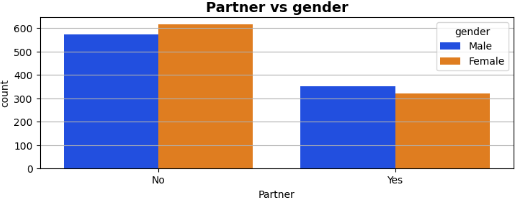 Partner vs gender
600
500
400
300
200
100
0
count
No
Yes
Partner
gender
Male
Female